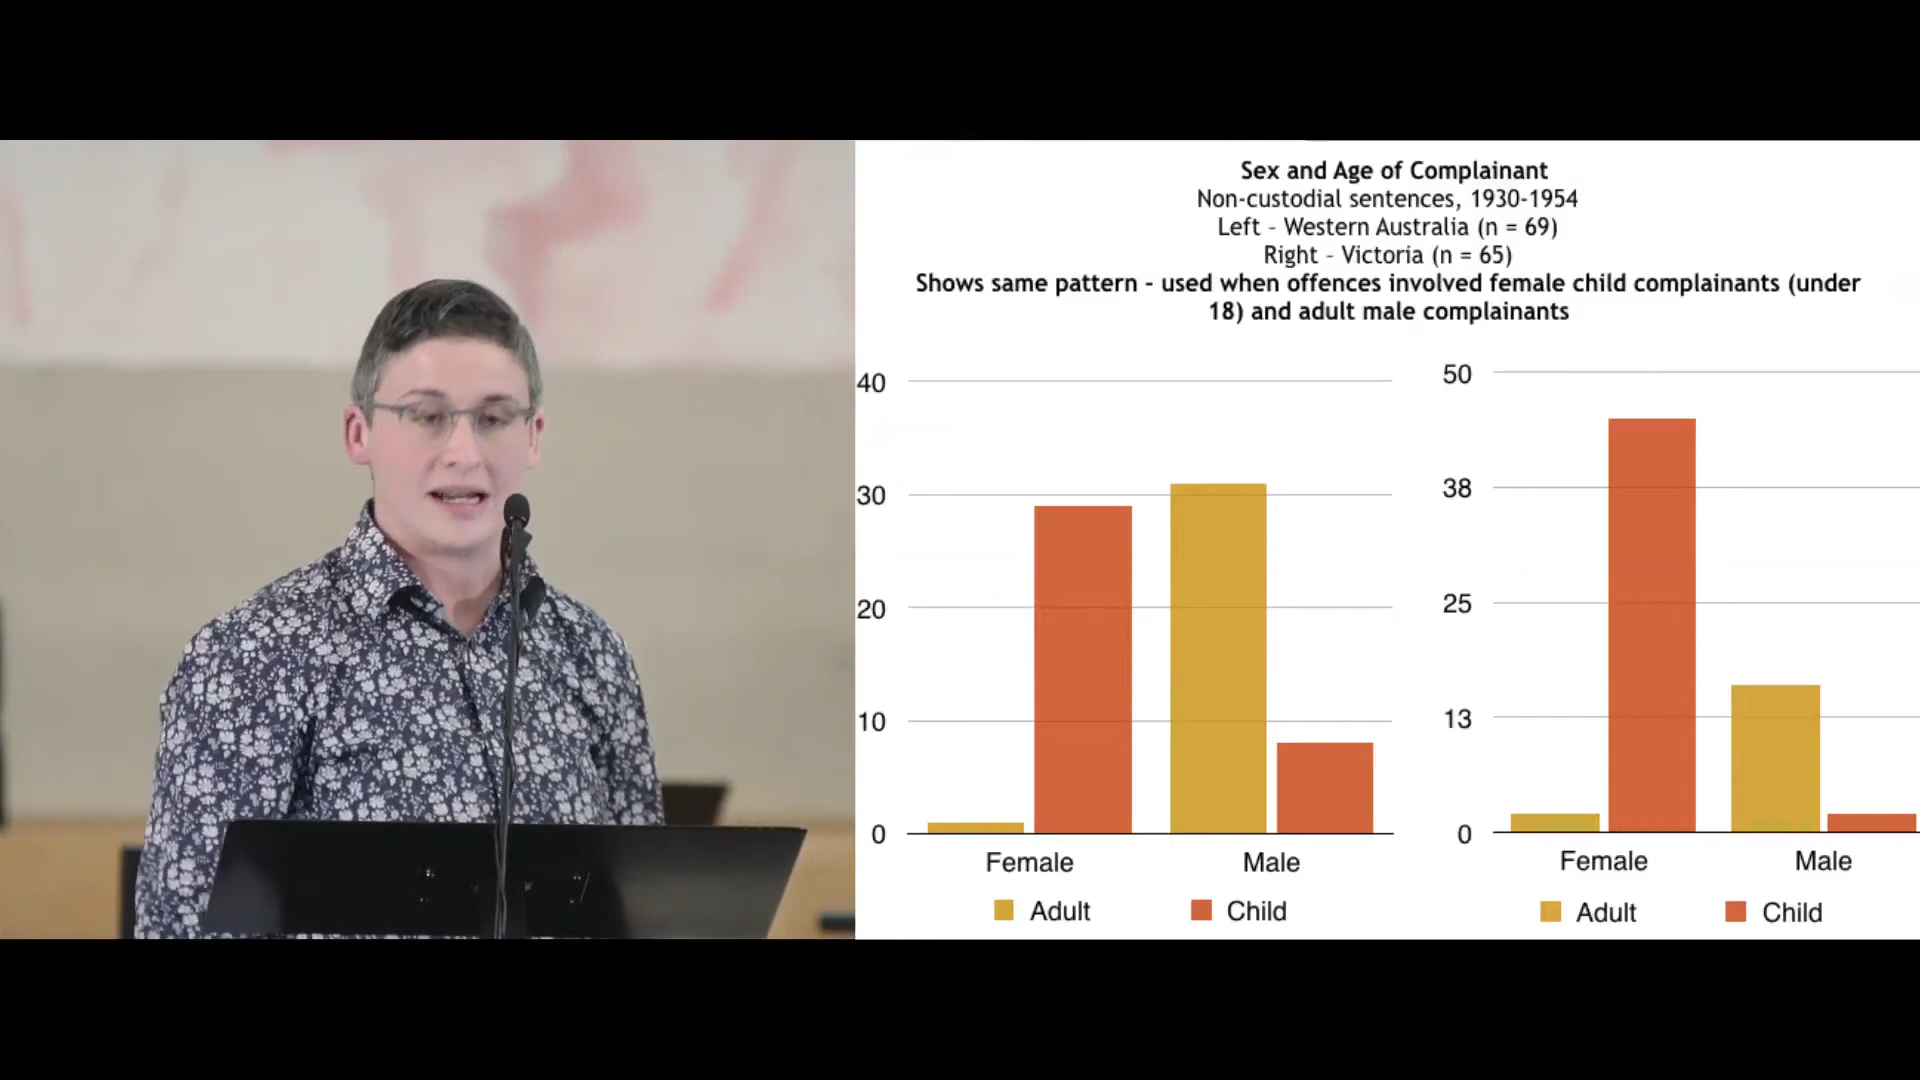 Sex and Age of Complainant
Non-custodial sentences, 1930-1954
Left - Western Australia (n = 69)
Right - Victoria (n = 65)
Shows same pattern - used when offences involved female child complainants (under
18) and adult male complainants
40
30
20
10
0
Female Male
Adult Child
50
38
25
13
0
Female Male
Adult Child